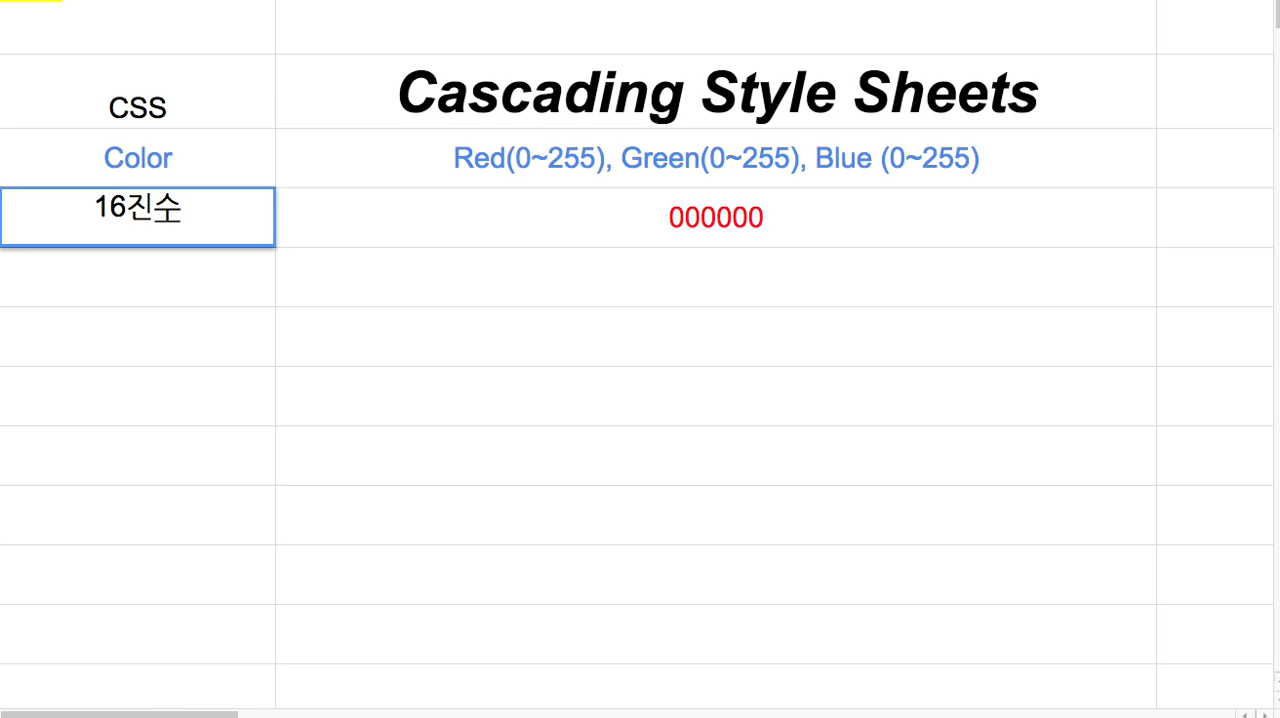 CSS
Cascading Style Sheets
Color
Red(0~255), Green(0~255), Blue (0~255)
16진수
000000